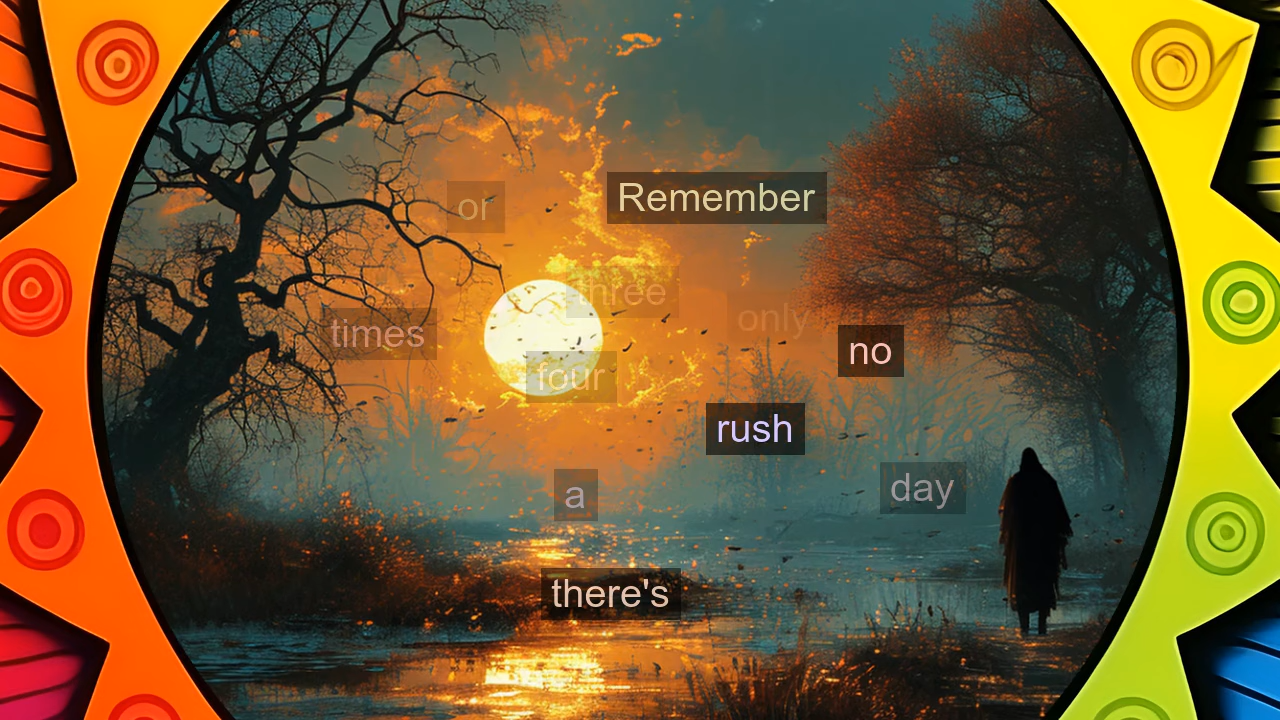 or
Remember
three
only
times
no
four
rush
day
a
there's